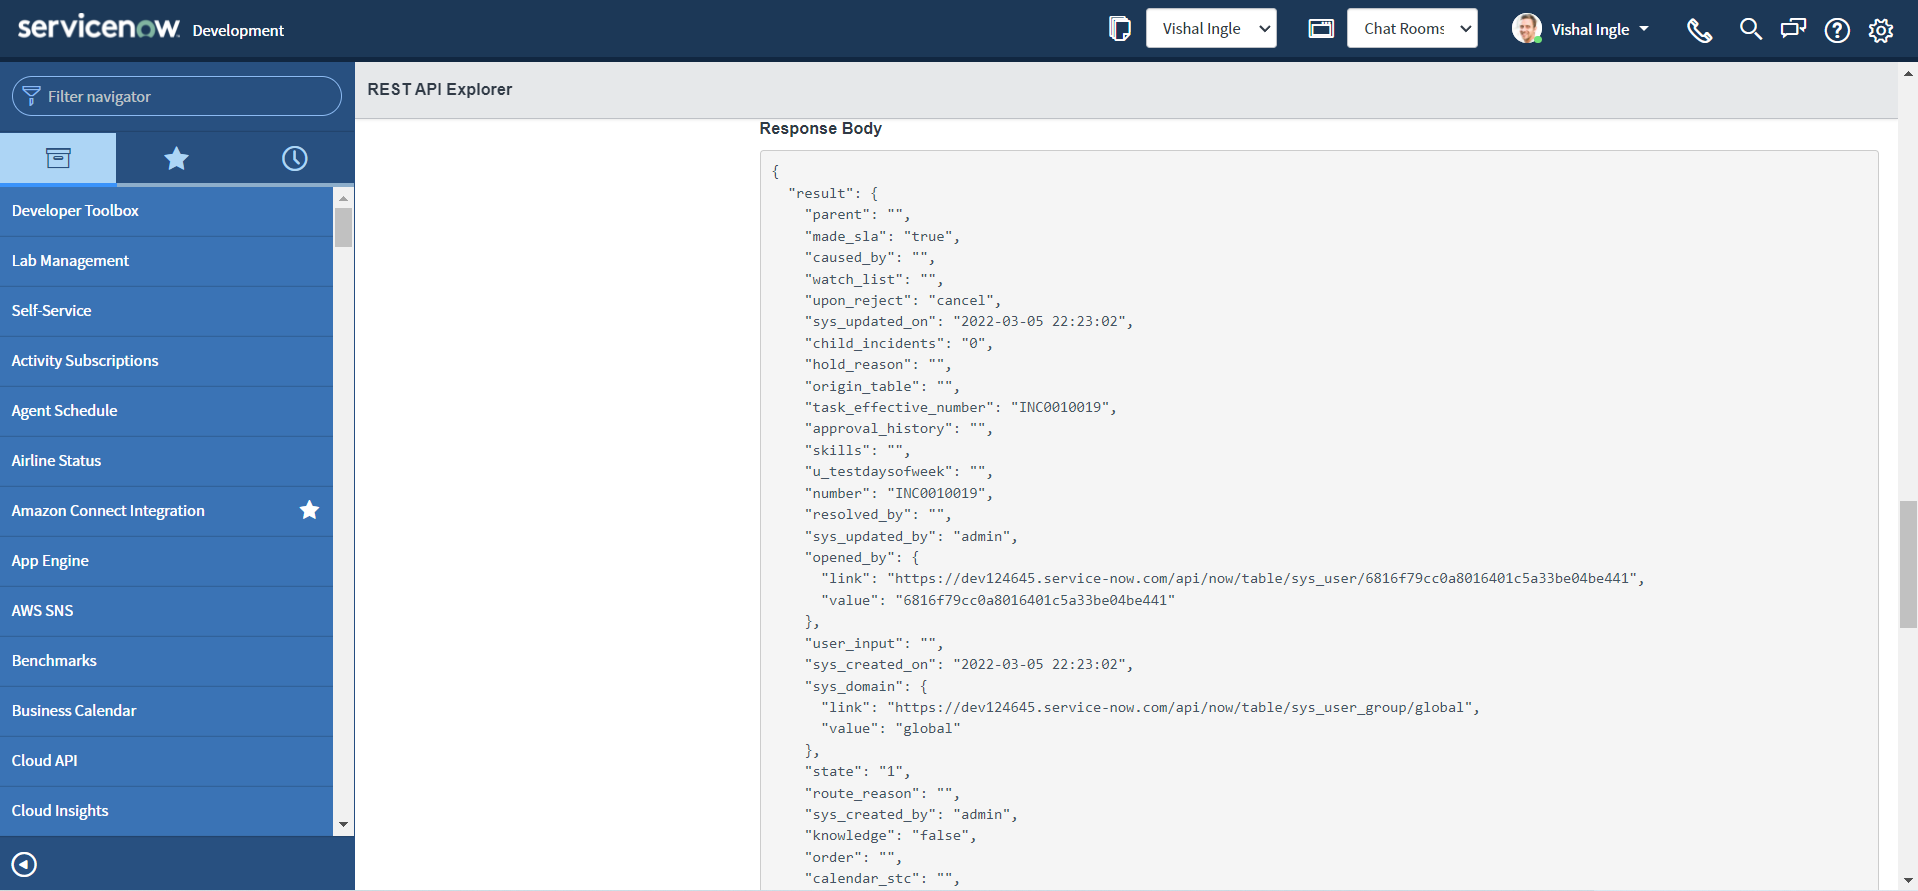 servicenow. Development
Vishal Ingle
Chat Rooms
Vishal Ingle
Filter navigator
Developer Toolbox
Lab Management
Self-Service
Activity Subscriptions
Agent Schedule
Airline Status
Amazon Connect Integration
App Engine
AWS SNS
Benchmarks
Business Calendar
Cloud API
Cloud Insights
REST API Explorer
Response Body
{
"result": {
"parent": "",
"made_sla": "true",
"caused_by": "",
"watch_list": "",
"upon_reject": "cancel",
"sys_updated_on": "2022-03-05 22:23:02",
"child_incidents": "0",
"hold_reason": "",
"origin_table": "",
"task_effective_number": "INC0010019",
"approval_history": "",
"skills": "",
"u_testdaysofweek": "",
"number": "INC0010019",
"resolved_by": "",
"sys_updated_by": "admin",
"opened_by": {
"link": "https://dev124645.service-now.com/api/now/table/sys_user/6816f79cc0a8016401c5a33be04be441",
"value": "6816f79cc0a8016401c5a33be04be441"
},
"user_input": "",
"sys_created_on": "2022-03-05 22:23:02",
"sys_domain": {
"link": "https://dev124645.service-now.com/api/now/table/sys_user_group/global",
"value": "global"
},
"state": "1",
"route_reason": "",
"sys_created_by": "admin",
"knowledge": "false",
"order": "",
"calendar_stc": "",